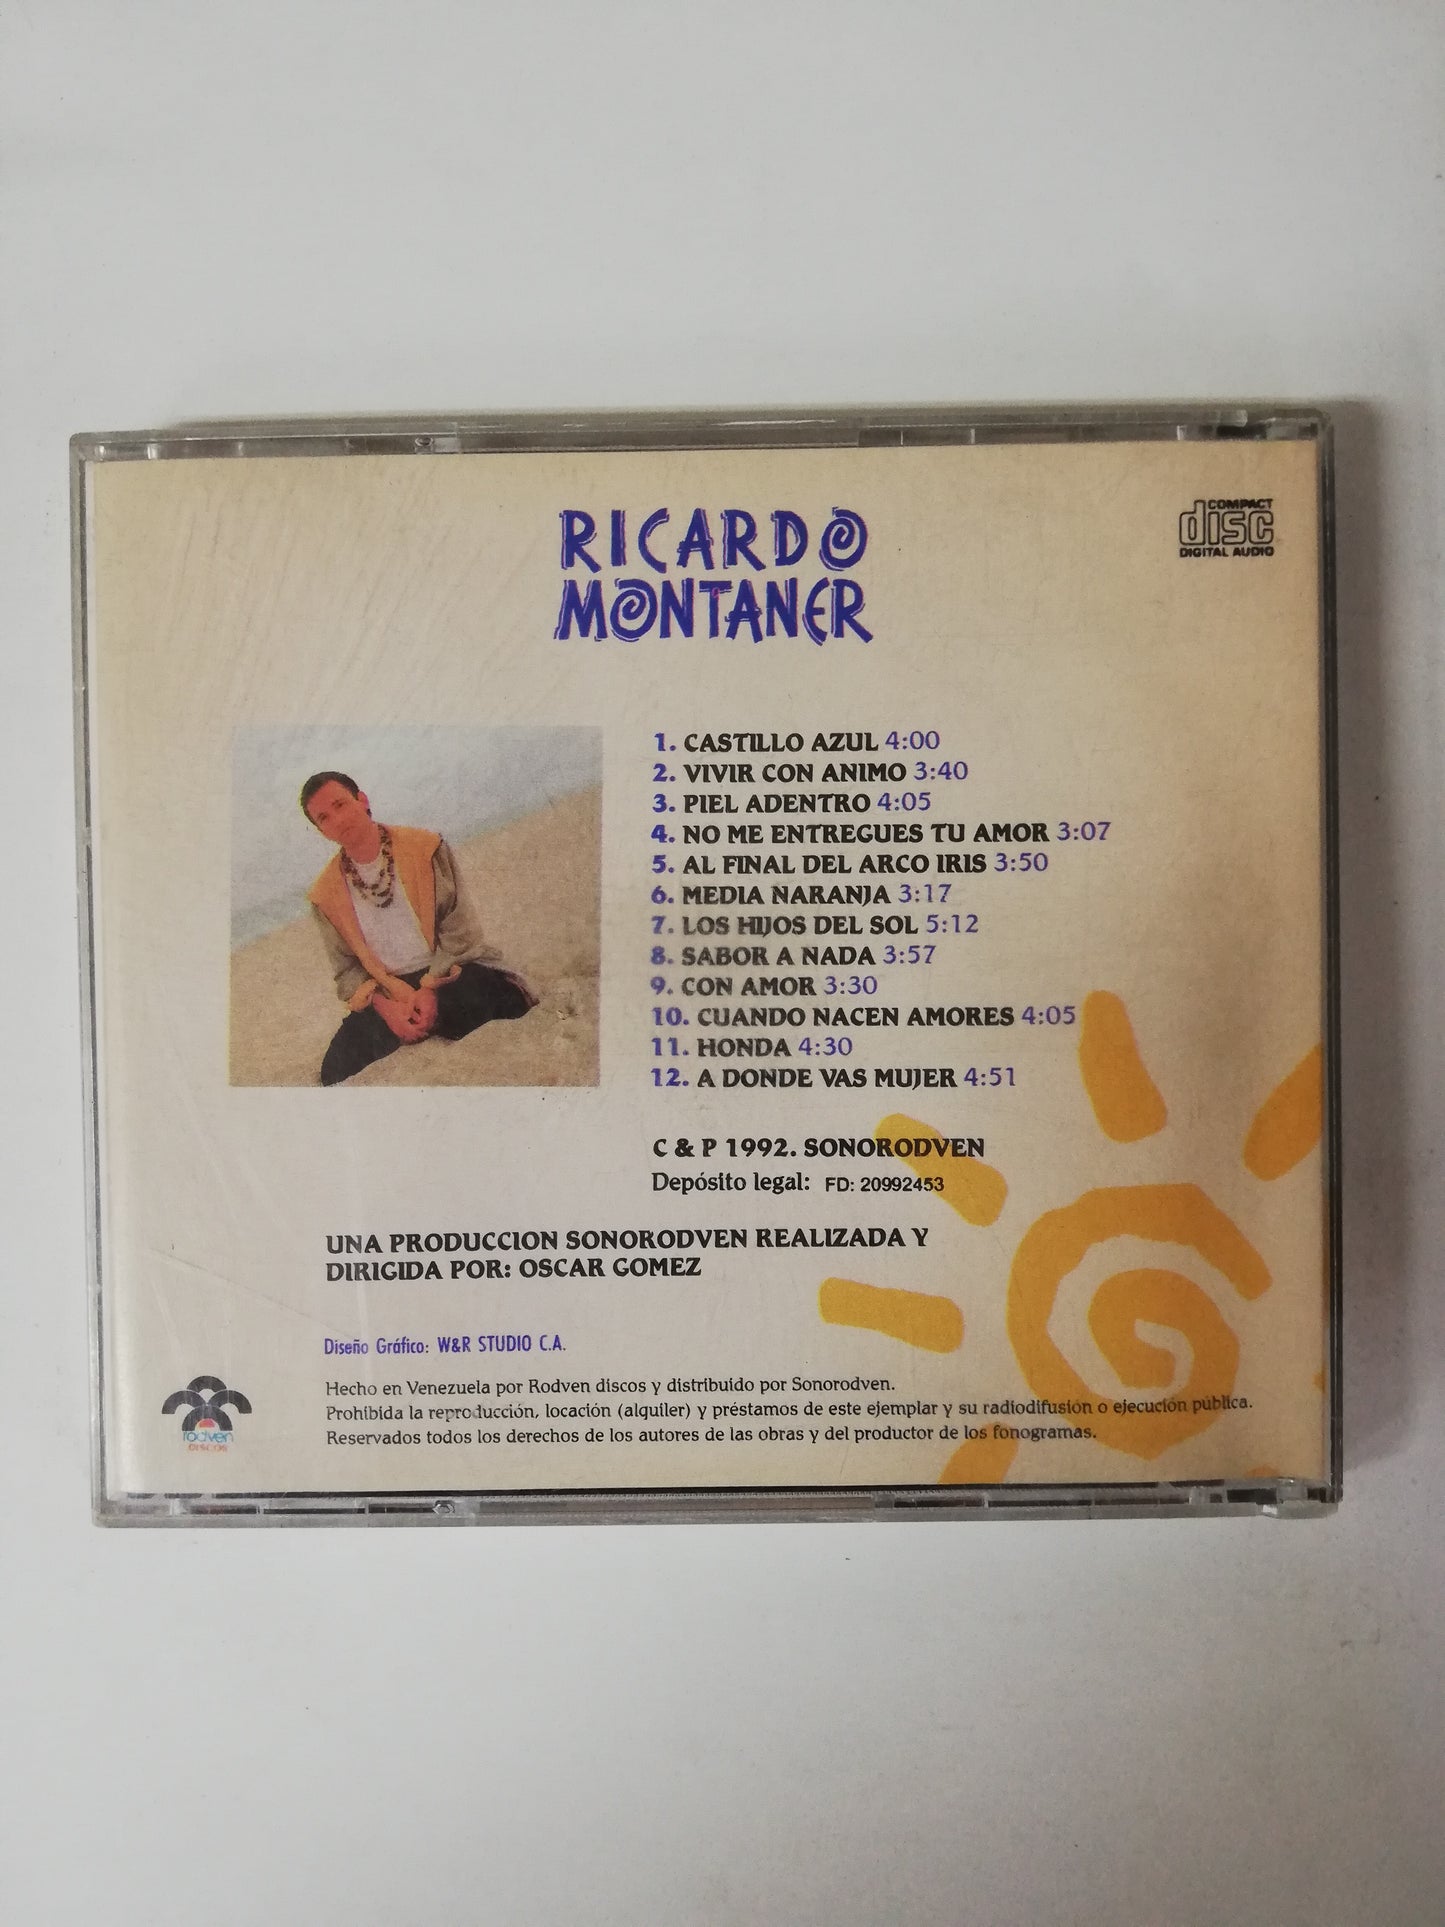 RICARDO
MONTANER
COMPACT
disc
DIGITAL AUDIO
1. CASTILLO AZUL 4:00
2. VIVIR CON ANIMO 3:40
3. PIEL ADENTRO 4:05
4. NO ME ENTREGUES TU AMOR 3:07
5. AL FINAL DEL ARCO IRIS 3:50
6. MEDIA NARANJA 3:17
7. LOS HIJOS DEL SOL 5:12
8. SABOR A NADA 3:57
9. CON AMOR 3:30
10. CUANDO NACEN AMORES 4:05
11. HONDA 4:30
12. A DONDE VAS MUJER 4:51
C & P 1992. SONORODVEN
Depósito legal: FD: 20992453
UNA PRODUCCION SONORODVEN REALIZADA Y
DIRIGIDA POR: OSCAR GOMEZ
Diseño Gráfico: W&R STUDIO C.A.
Hecho en Venezuela por Rodven discos y distribuido por Sonorodven.
Prohibida la reproducción, locación (alquiler) y préstamos de este ejemplar y su radiodifusión o ejecución pública.
Reservados todos los derechos de los autores de las obras y del productor de los fonogramas.
rodven
DISCOS